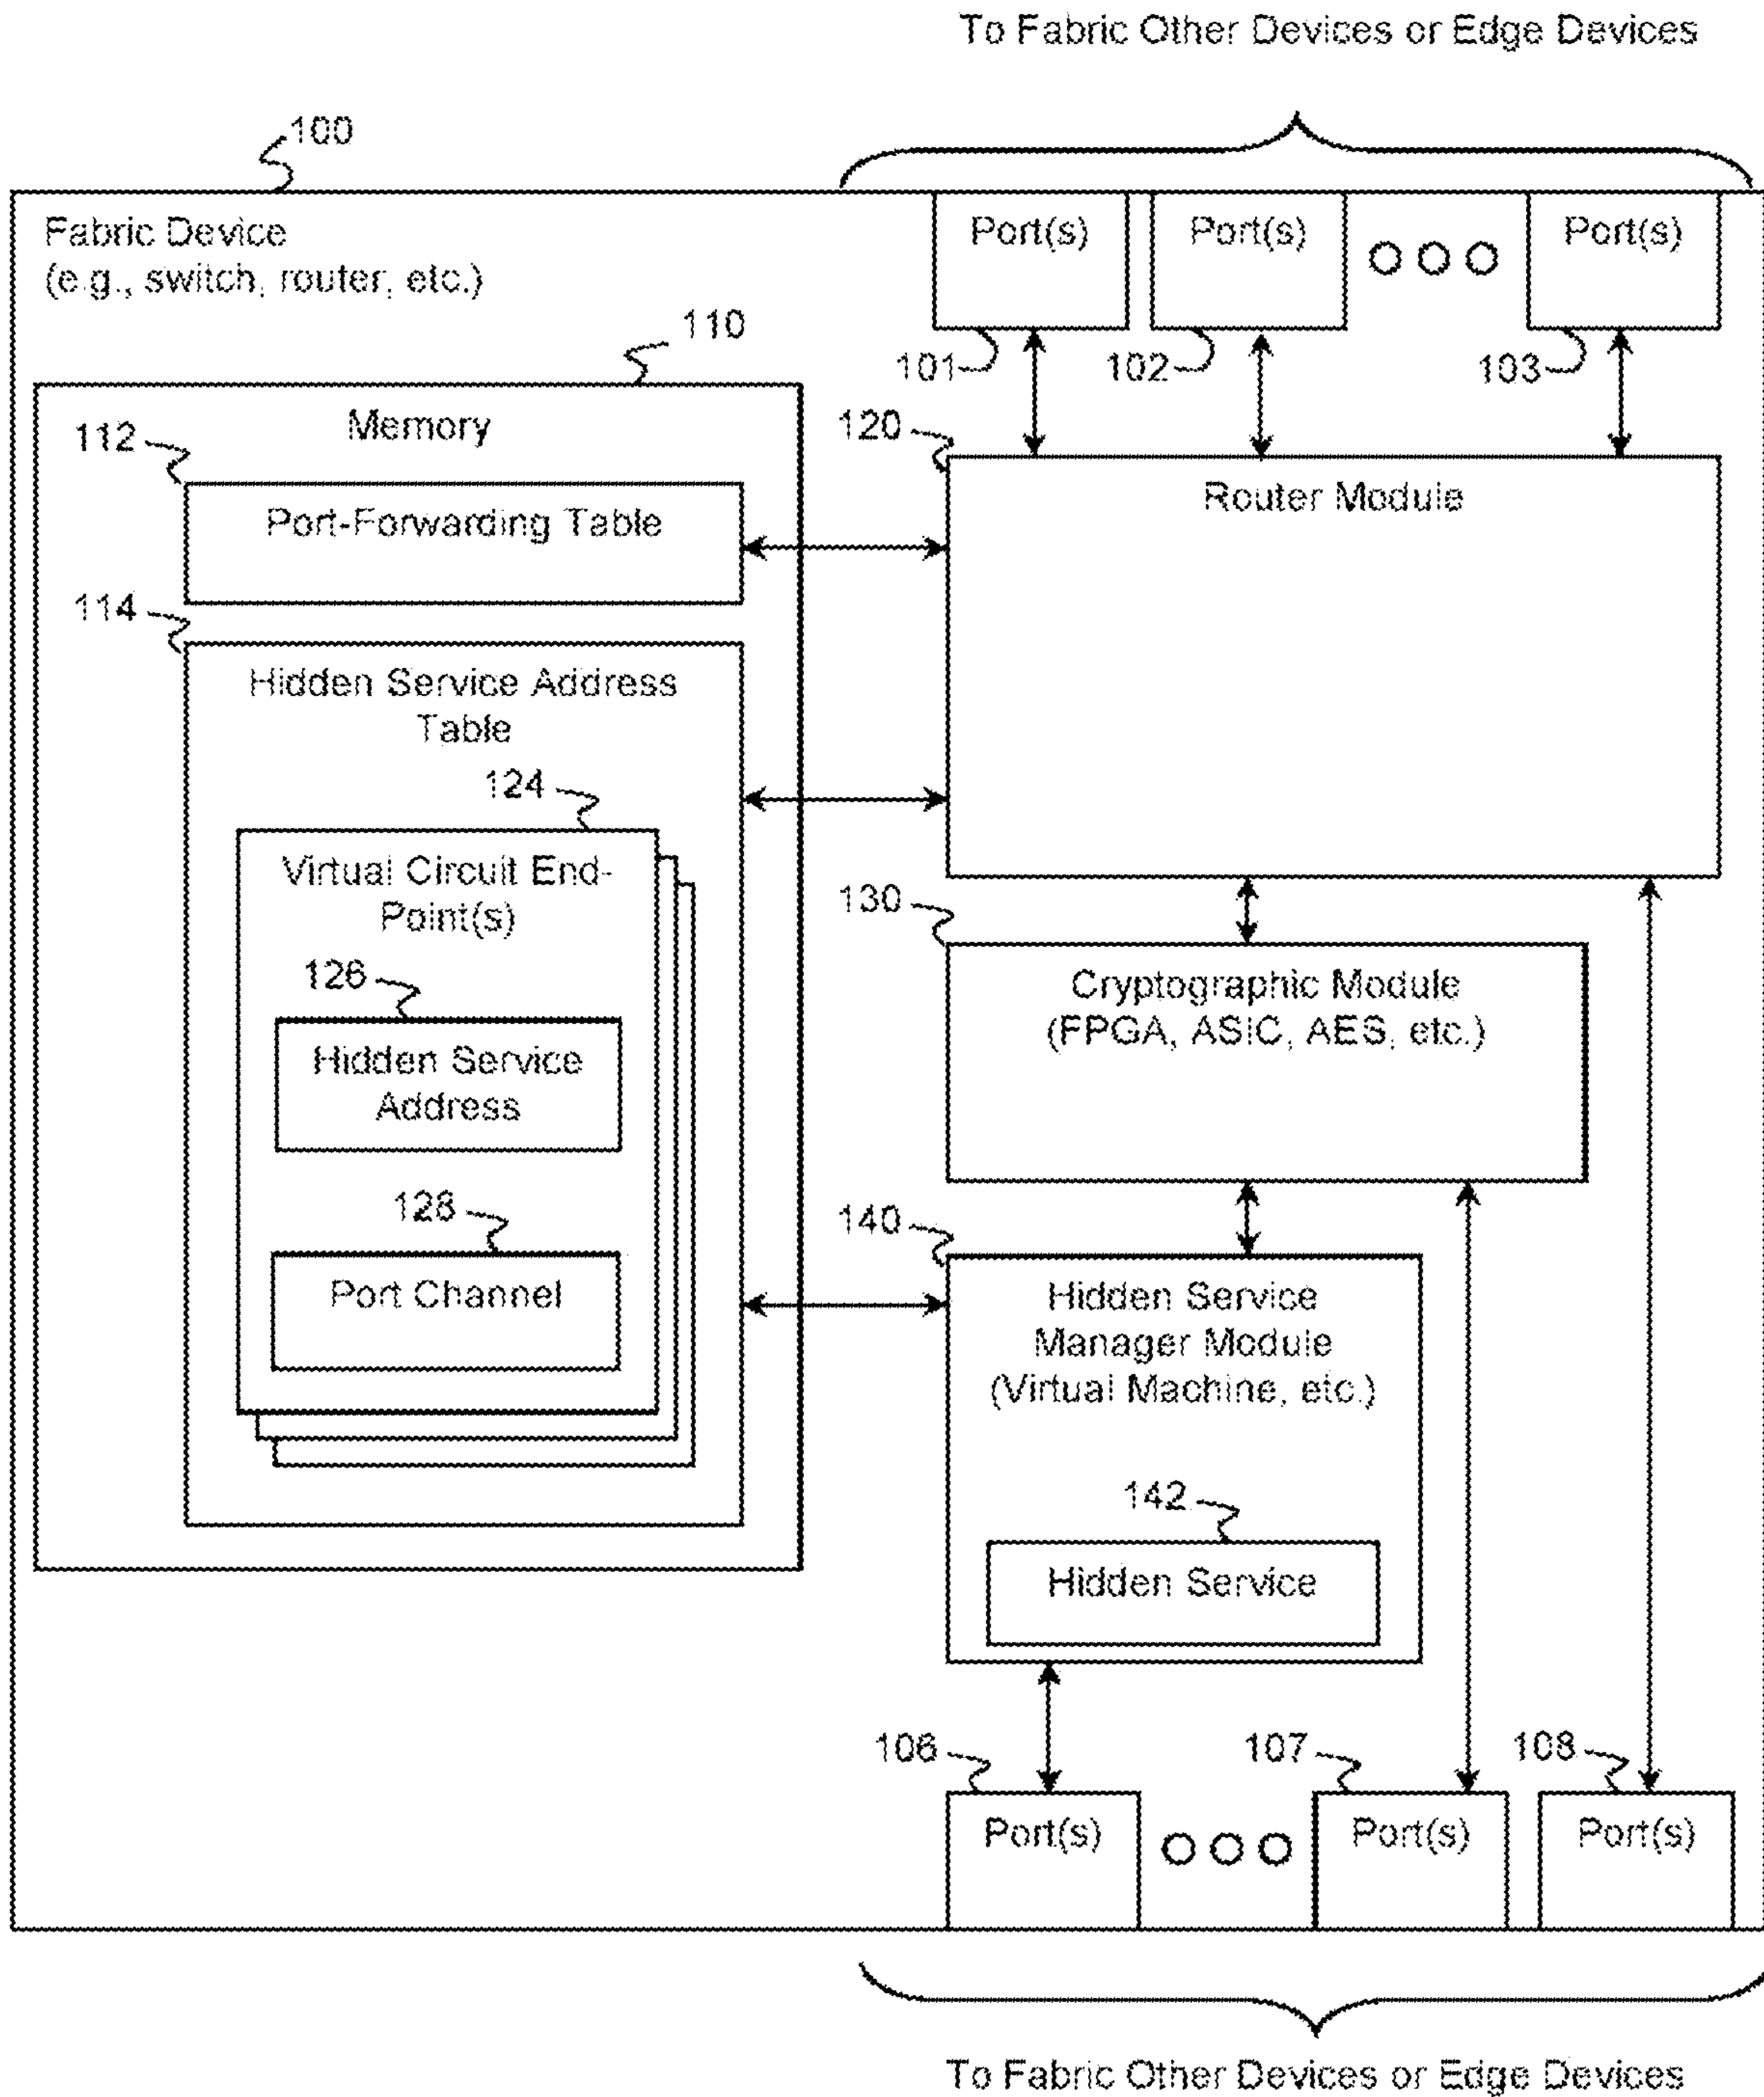 To Fabric Other Devices or Edge Devices
100
Fabric Device
(e.g., switch, router, etc.)
Port(s)
Port(s)
Port(s)
101
102
103
110
Memory
112
Port-Forwarding Table
114
Hidden Service Address
Table
124
Virtual Circuit End-
Point(s)
126
Hidden Service
Address
128
Port Channel
120
Router Module
130
Cryptographic Module
(FPGA, ASIC, AES, etc.)
140
Hidden Service
Manager Module
(Virtual Machine, etc.)
142
Hidden Service
106
107
108
Port(s)
Port(s)
Port(s)
To Fabric Other Devices or Edge Devices